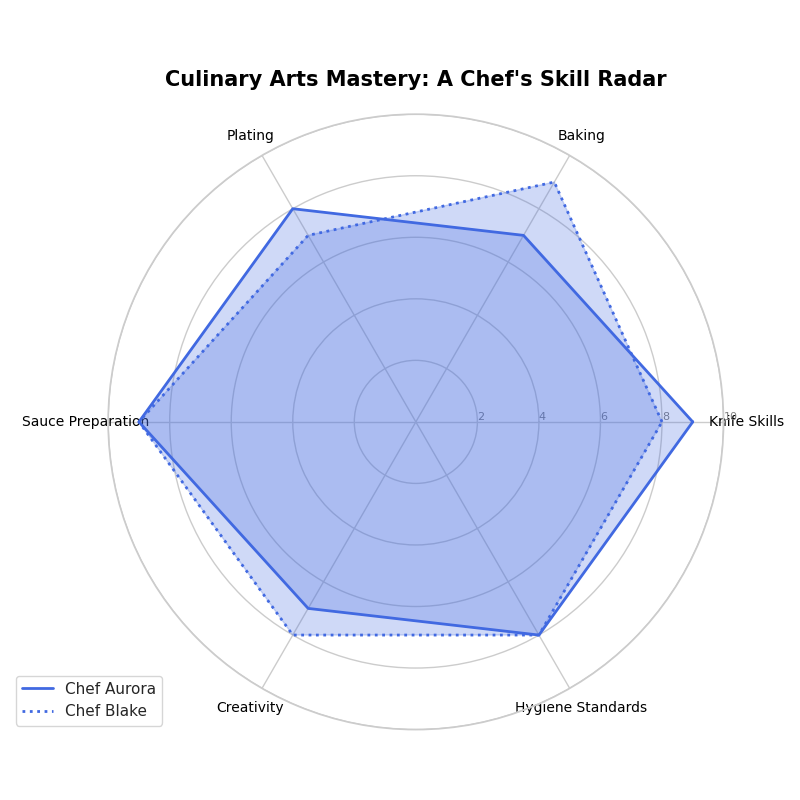 Culinary Arts Mastery: A Chef's Skill Radar
Plating
Baking
Sauce Preparation
2
4
6
8
10
Knife Skills
Creativity
Hygiene Standards
Chef Aurora
Chef Blake